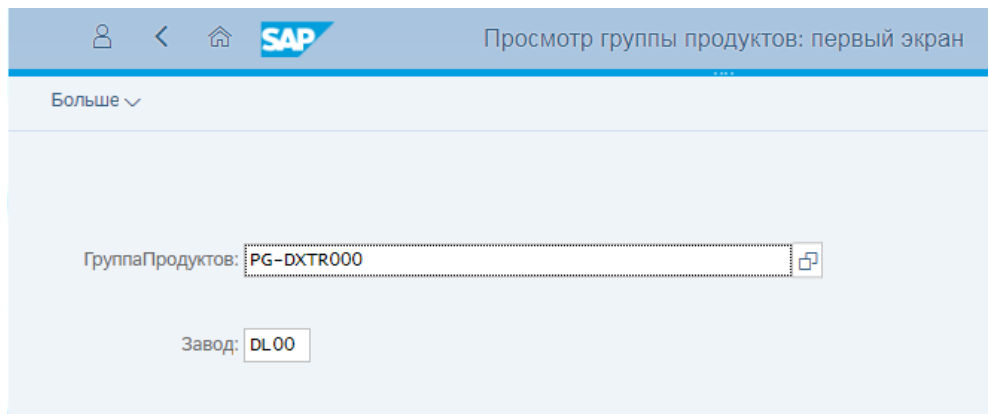 SAP Просмотр группы продуктов: первый экран
Больше
ГруппаПродуктов: PG-DXTR000
Завод: DL00